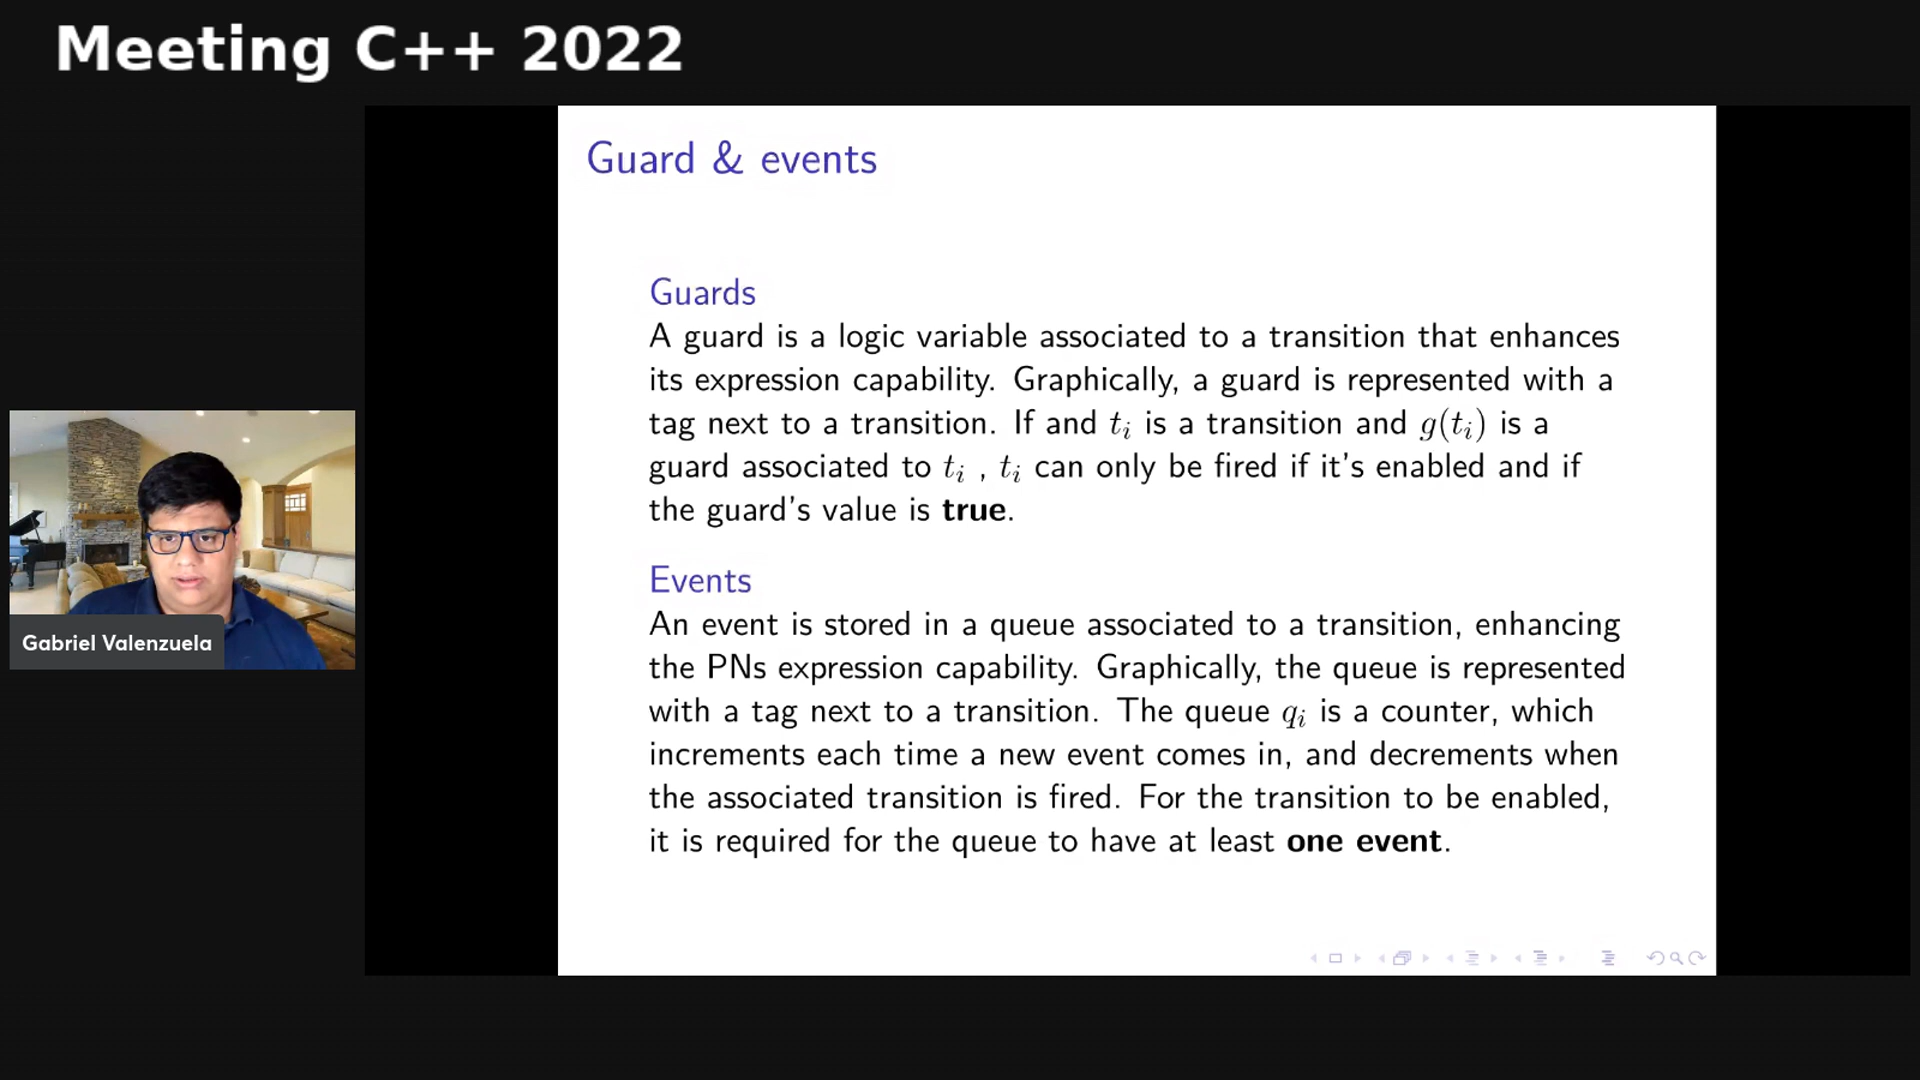 Meeting C++ 2022
Guard & events
Guards
A guard is a logic variable associated to a transition that enhances
its expression capability. Graphically, a guard is represented with a
tag next to a transition. If and tᵢ is a transition and g(tᵢ) is a
guard associated to tᵢ , tᵢ can only be fired if it's enabled and if
the guard's value is true.
Events
An event is stored in a queue associated to a transition, enhancing
the PNs expression capability. Graphically, the queue is represented
with a tag next to a transition. The queue qᵢ is a counter, which
increments each time a new event comes in, and decrements when
the associated transition is fired. For the transition to be enabled,
it is required for the queue to have at least one event.
Gabriel Valenzuela